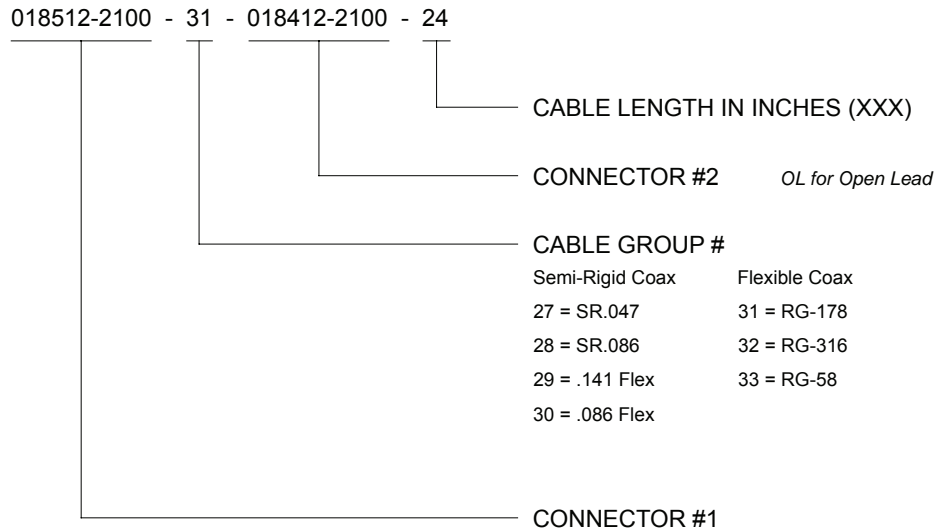 018512-2100 - 31 - 018412-2100 - 24
CABLE LENGTH IN INCHES (XXX)
CONNECTOR #2 OL for Open Lead
CABLE GROUP #
Semi-Rigid Coax Flexible Coax
27 = SR.047 31 = RG-178
28 = SR.086 32 = RG-316
29 = .141 Flex 33 = RG-58
30 = .086 Flex
CONNECTOR #1